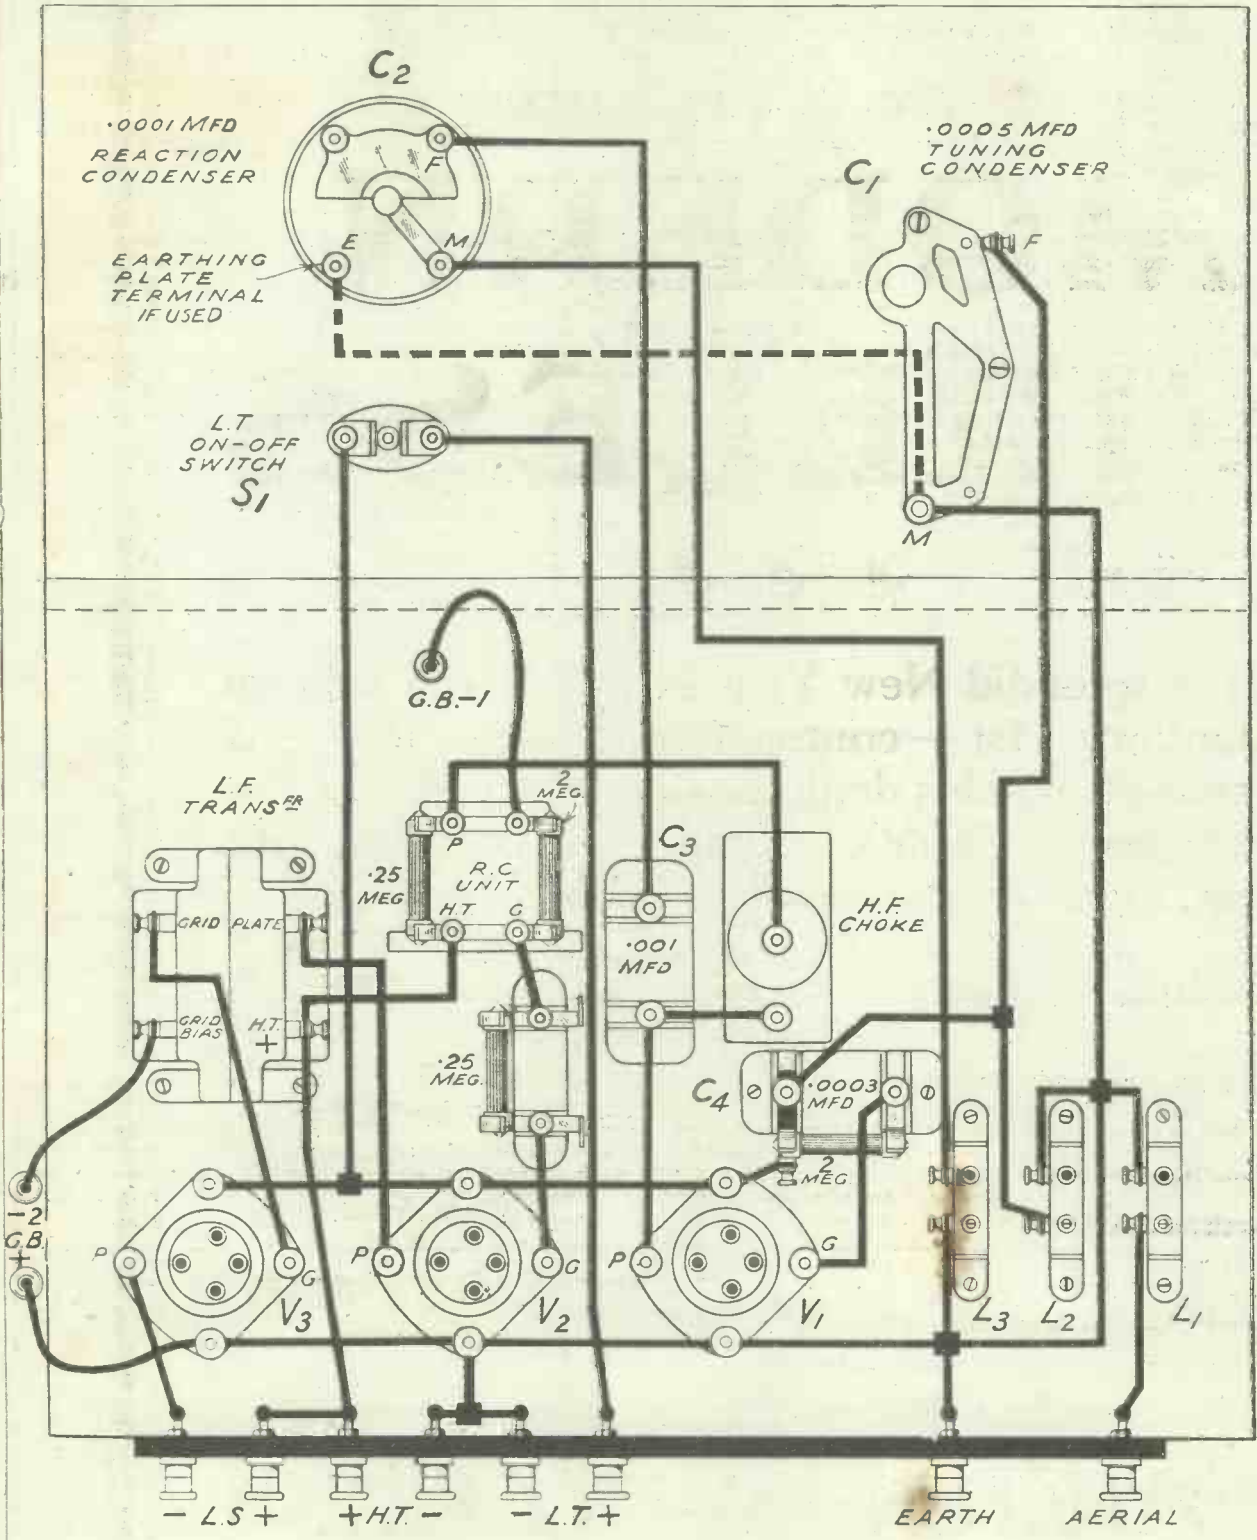 C2
.0001 MFD
REACTION
CONDENSER
F
E
M
EARTHING
PLATE
TERMINAL
IF USED
.0005 MFD
TUNING
CONDENSER
C1
F
M
L.T
ON-OFF
SWITCH
S1
G.B.-1
L.F.
TRANSFR
GRID
PLATE
GRID
BIAS
H.T.
+
2
MEG.
P
.25
MEG
R.C
UNIT
H.T.
G
.25
MEG.
C3
.001
MFD
H.F.
CHOKE
C4
.0003
MFD
2
MEG.
-2
G.B.
+
P
G
V3
P
G
V2
P
G
V1
L3
L2
L1
- L.S +
+ H.T. -
- L.T. +
EARTH
AERIAL